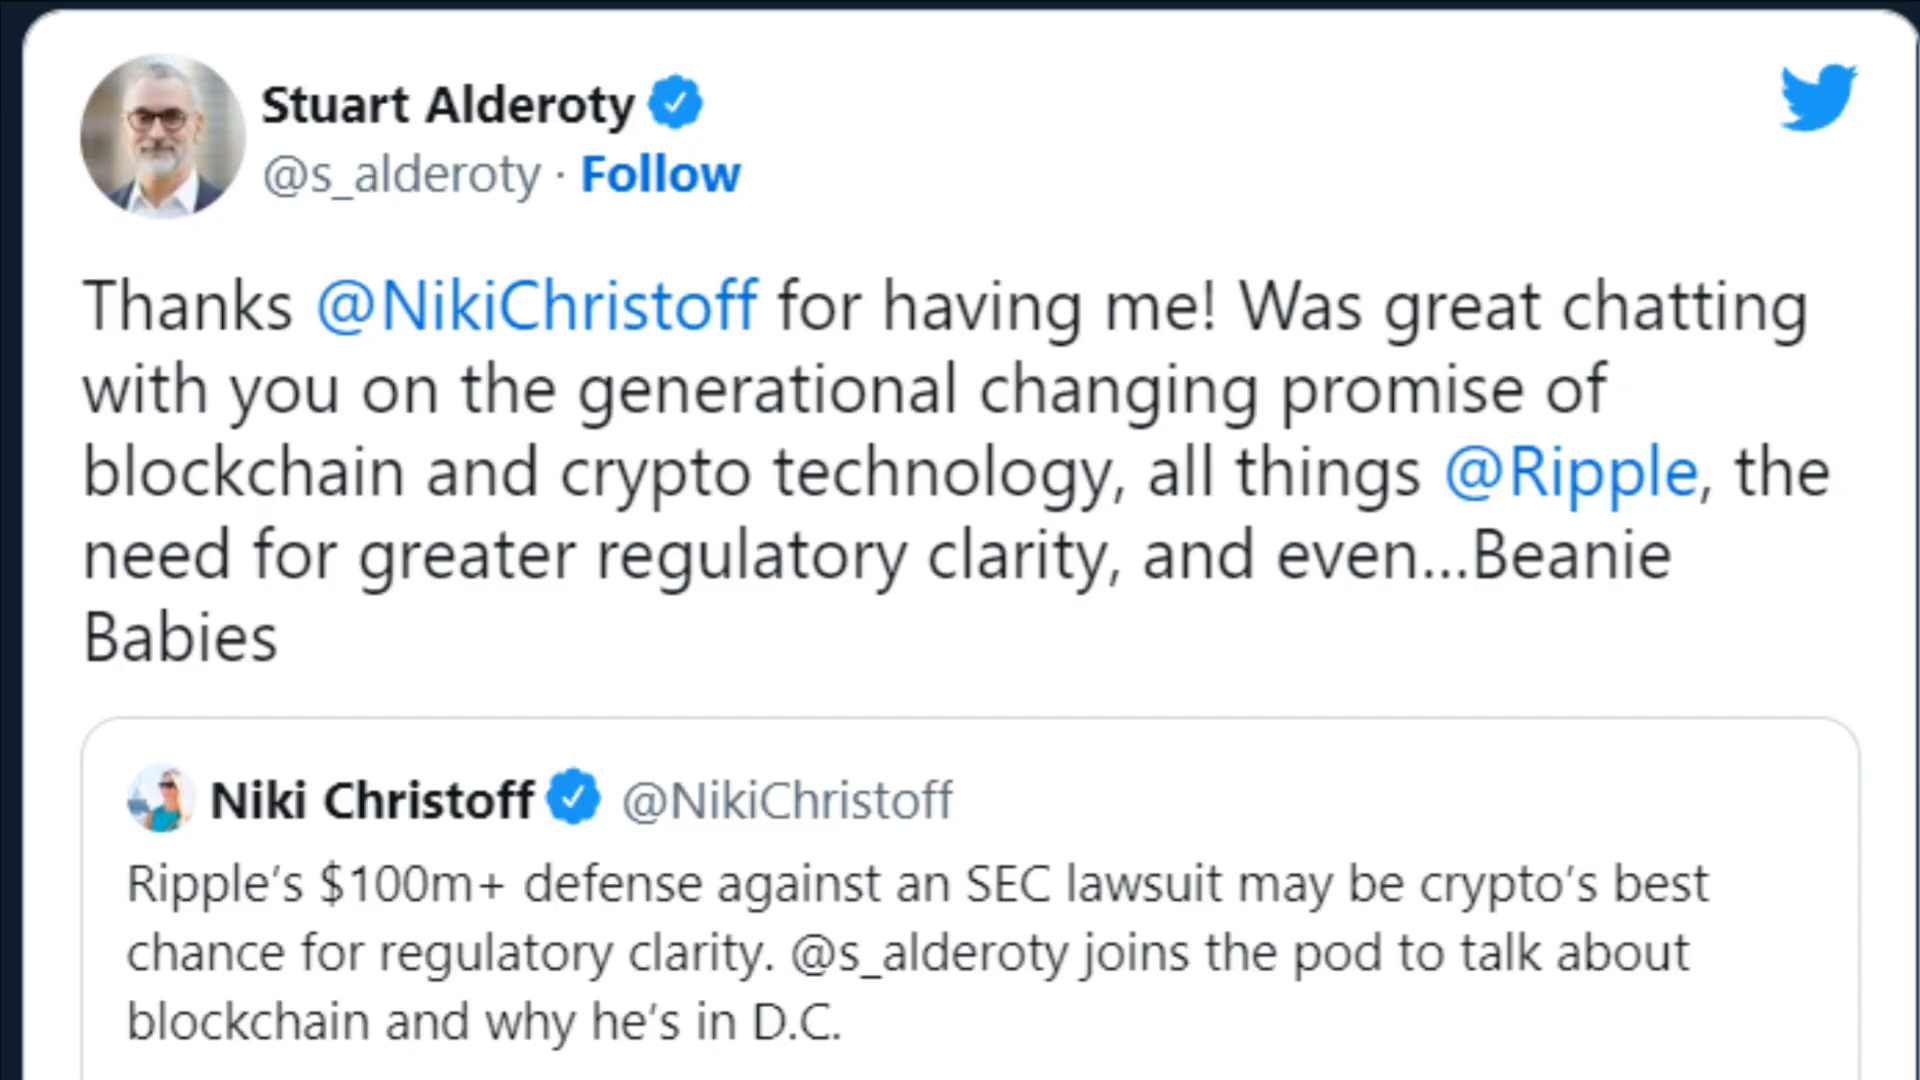 Stuart Alderoty
@s_alderoty · Follow
Thanks @NikiChristoff for having me! Was great chatting
with you on the generational changing promise of
blockchain and crypto technology, all things @Ripple, the
need for greater regulatory clarity, and even...Beanie
Babies
Niki Christoff @NikiChristoff
Ripple’s $100m+ defense against an SEC lawsuit may be crypto’s best
chance for regulatory clarity. @s_alderoty joins the pod to talk about
blockchain and why he’s in D.C.